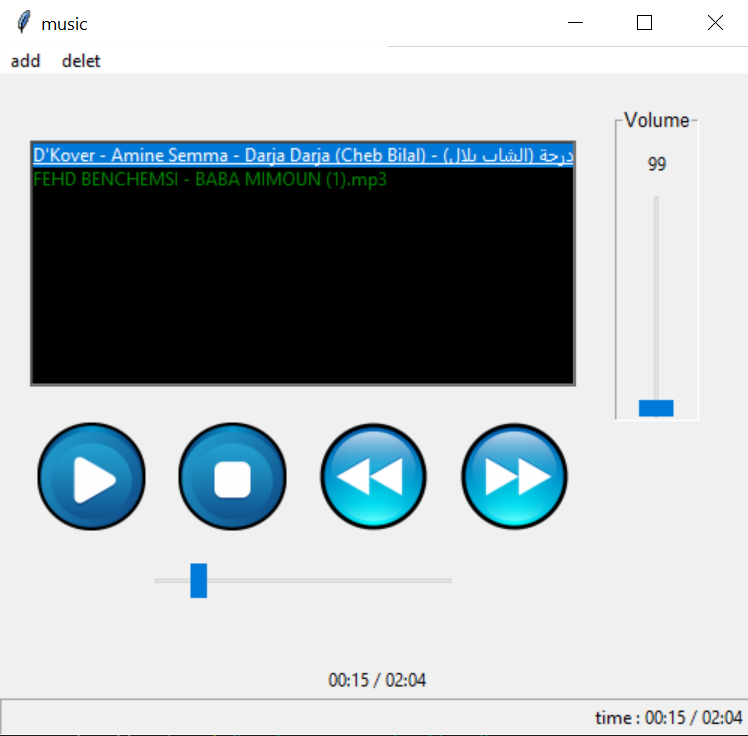 music
add delet
D'Kover - Amine Semma - Darja Darja (Cheb Bilal) - (الشاب بلال) درجة
FEHD BENCHEMSI - BABA MIMOUN (1).mp3
Volume
99
00:15 / 02:04
time : 00:15 / 02:04